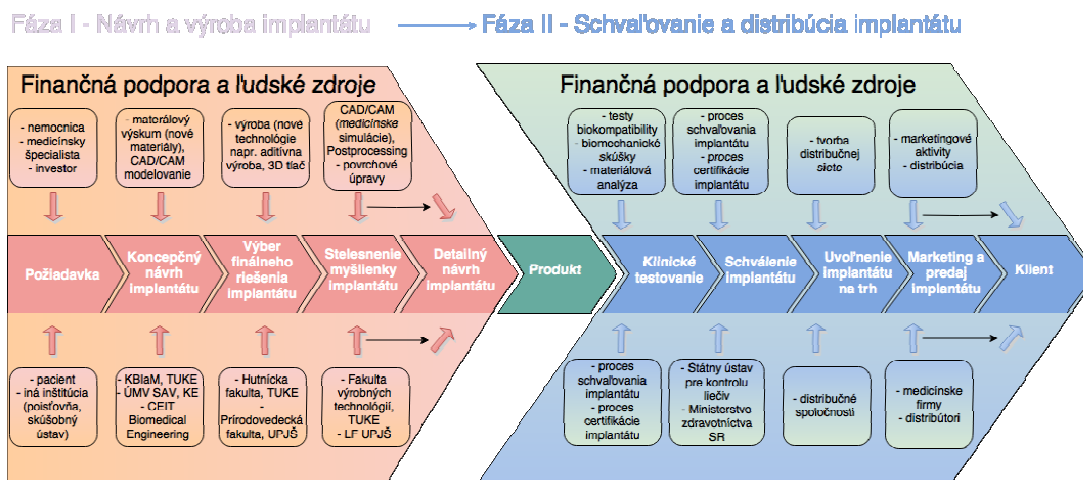 Fáza I - Návrh a výroba implantátu
Fáza II - Schvaľovanie a distribúcia implantátu
Finančná podpora a ľudské zdroje
- nemocnica
- medicínsky
špecialista
- investor
- materálový
výskum (nové
materiály),
CAD/CAM
modelovanie
- výroba (nové
technológie
napr. aditívna
výroba, 3D tlač
CAD/CAM
(medicínske
simulácie),
Postprocessing
- povrchové
úpravy
Finančná podpora a ľudské zdroje
- testy
biokompatibility
- biomochanické
skúšky
- materiálová
analýza
- proces
schvaľovania
implantátu
- proces
certifikácie
implantátu
- tvorba
distribučnej
siete
- marketingové
aktivity
- distribúcia
Požiadavka
Koncepčný
návrh
implantátu
Výber
finálneho
riešenia
implantátu
Stelesnenie
myšlienky
implantátu
Detailný
návrh
implantátu
Produkt
Klinické
testovanie
Schválenie
implantátu
Uvoľnenie
implantátu
na trh
Marketing a
predaj
implantátu
Klient
- pacient
- iná inštitúcia
(poisťovňa,
skúšobný
ústav)
- KBIaM, TUKE
- ÚMV SAV, KE
- CEIT
Biomedical
Engineering
- Hutnícka
fakulta, TUKE
-
Prírodovedecká
fakulta, UPJŠ
- Fakulta
výrobných
technológií,
TUKE
- LF UPJŠ
- proces
schvaľovania
implantátu
- proces
certifikácie
implantátu
- Štátny ústav
pre kontrolu
liečiv
- Ministerstvo
zdravotníctva
SR
- distribučné
spoločnosti
- medicínske
firmy
- distribútori